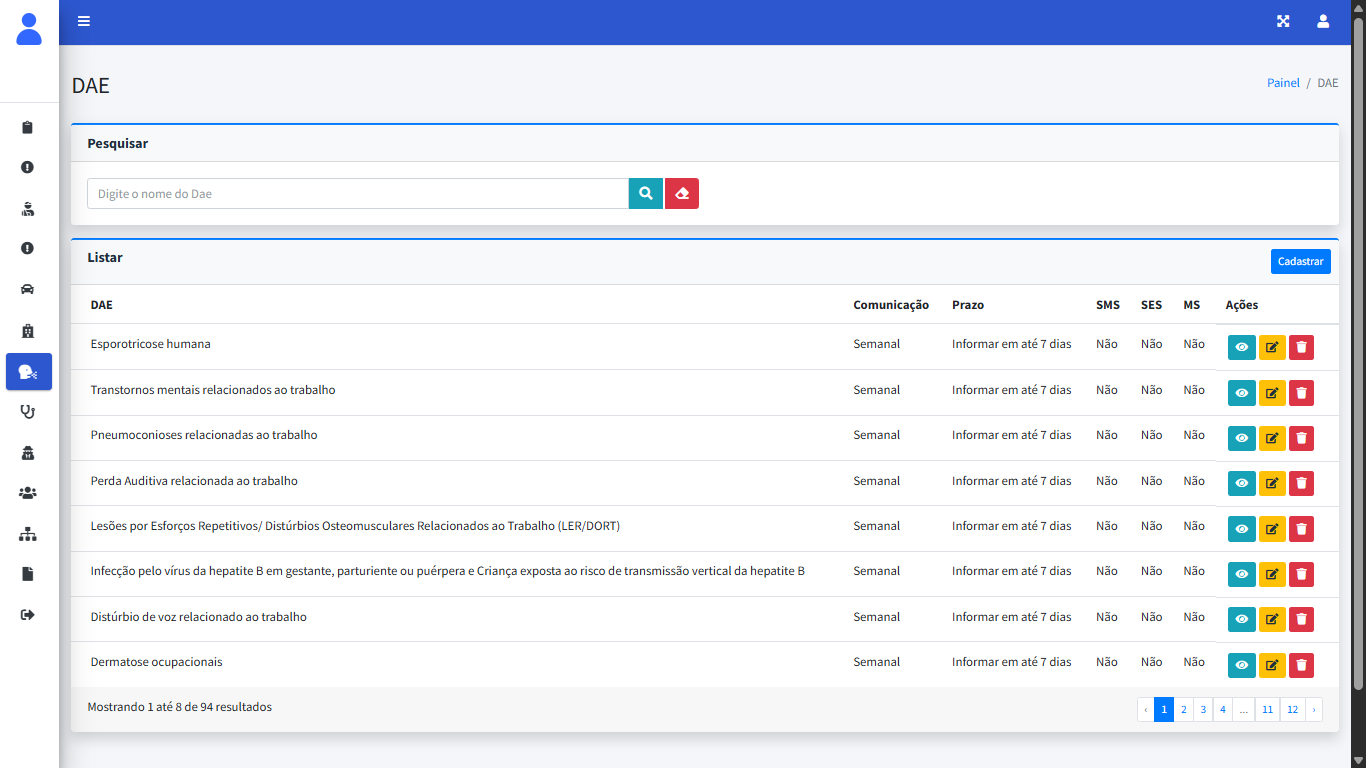 DAE
Painel / DAE
Pesquisar
Digite o nome do Dae
Listar
Cadastrar
DAE Comunicação Prazo SMS SES MS Ações
Esporotricose humana Semanal Informar em até 7 dias Não Não Não
Transtornos mentais relacionados ao trabalho Semanal Informar em até 7 dias Não Não Não
Pneumoconioses relacionadas ao trabalho Semanal Informar em até 7 dias Não Não Não
Perda Auditiva relacionada ao trabalho Semanal Informar em até 7 dias Não Não Não
Lesões por Esforços Repetitivos/ Distúrbios Osteomusculares Relacionados ao Trabalho (LER/DORT) Semanal Informar em até 7 dias Não Não Não
Infecção pelo vírus da hepatite B em gestante, parturiente ou puérpera e Criança exposta ao risco de transmissão vertical da hepatite B Semanal Informar em até 7 dias Não Não Não
Distúrbio de voz relacionado ao trabalho Semanal Informar em até 7 dias Não Não Não
Dermatose ocupacionais Semanal Informar em até 7 dias Não Não Não
Mostrando 1 até 8 de 94 resultados
‹ 1 2 3 4 ... 11 12 ›